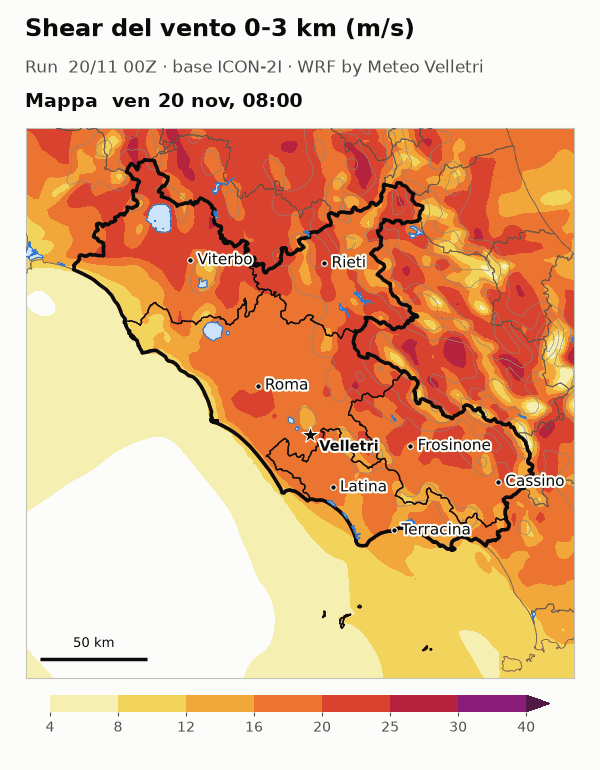 Shear del vento 0-3 km (m/s)
Run  20/11 00Z · base ICON-2I · WRF by Meteo Velletri
Mappa  ven 20 nov, 08:00
Viterbo
Rieti
Roma
Velletri
Frosinone
Cassino
Latina
Terracina
50 km
4 8 12 16 20 25 30 40